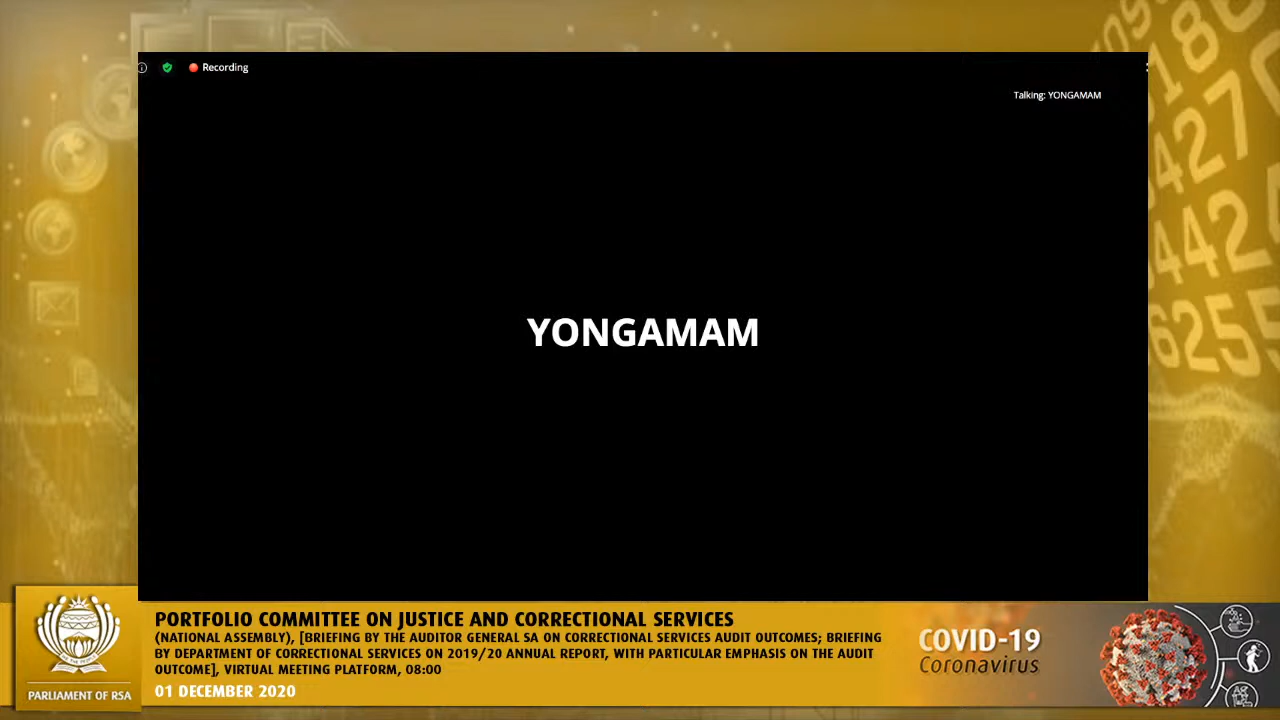 Recording
Talking: YONGAMAM
YONGAMAM
PORTFOLIO COMMITTEE ON JUSTICE AND CORRECTIONAL SERVICES
(NATIONAL ASSEMBLY), [BRIEFING BY THE AUDITOR GENERAL SA ON CORRECTIONAL SERVICES AUDIT OUTCOMES; BRIEFING
BY DEPARTMENT OF CORRECTIONAL SERVICES ON 2019/20 ANNUAL REPORT, WITH PARTICULAR EMPHASIS ON THE AUDIT
OUTCOME], VIRTUAL MEETING PLATFORM, 08:00
01 DECEMBER 2020
PARLIAMENT OF RSA
COVID-19
Coronavirus